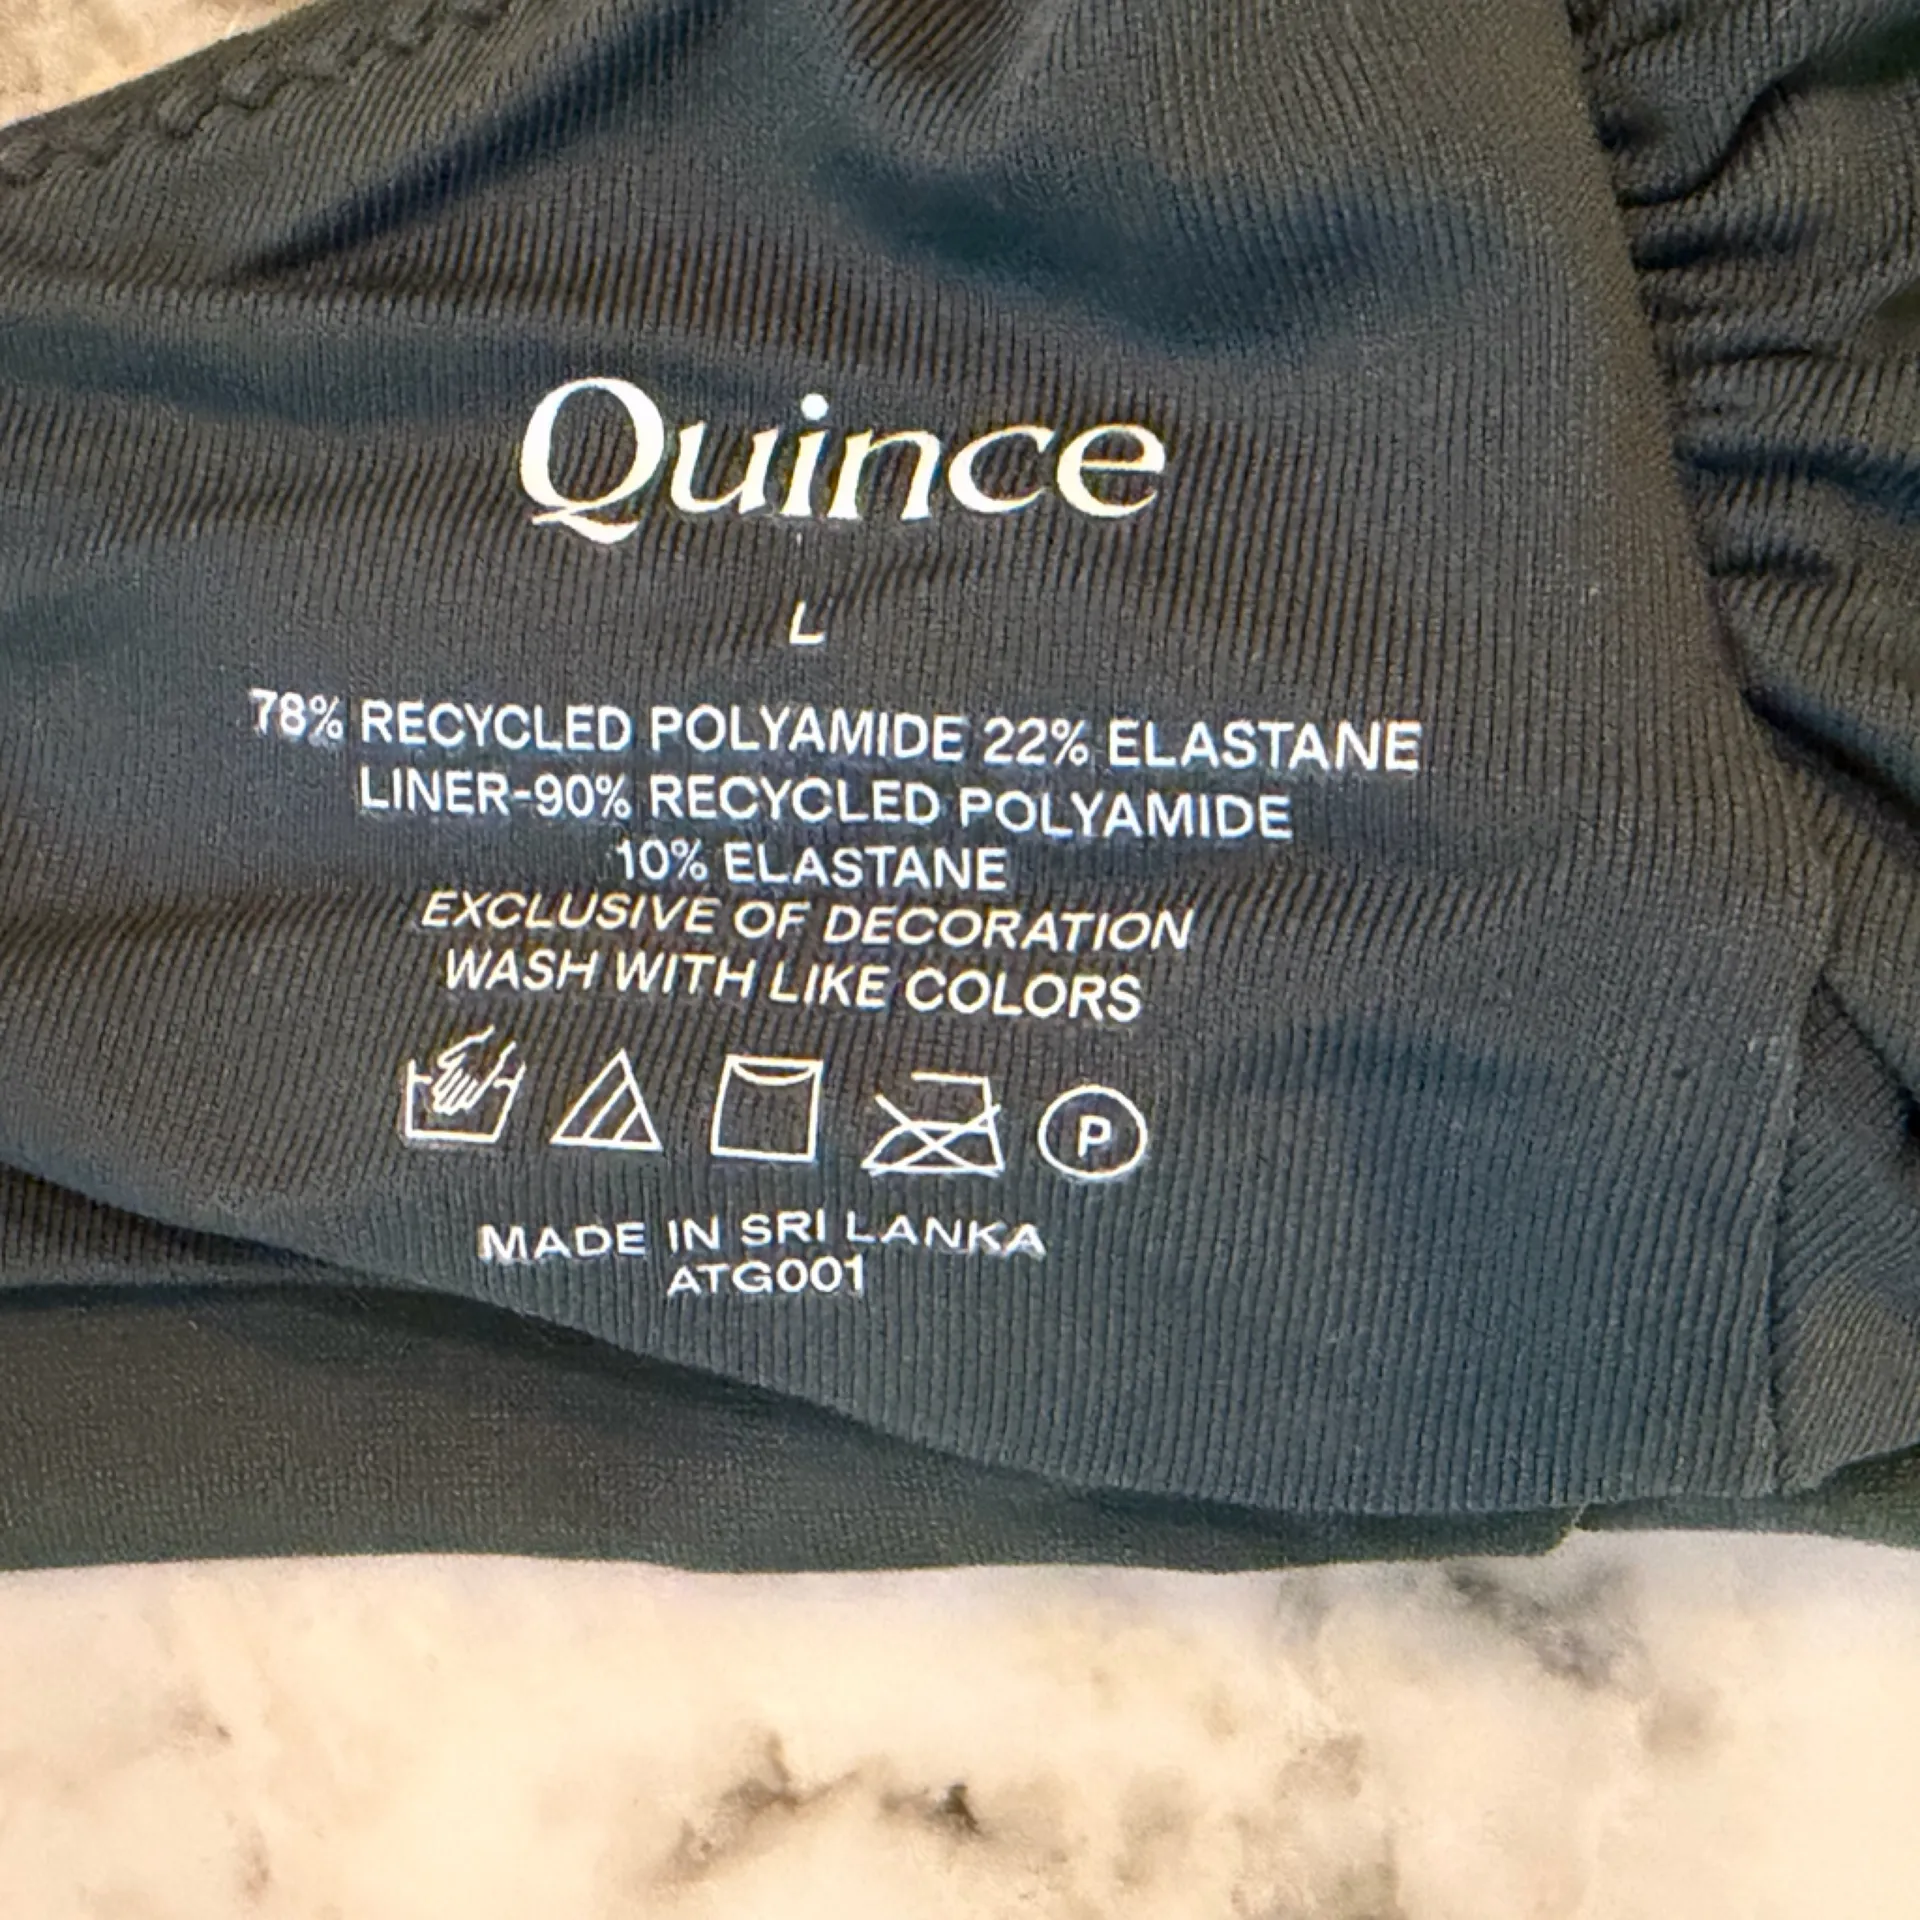 Quince
L
78% RECYCLED POLYAMIDE 22% ELASTANE
LINER-90% RECYCLED POLYAMIDE
10% ELASTANE
EXCLUSIVE OF DECORATION
WASH WITH LIKE COLORS
P
MADE IN SRI LANKA
ATG001